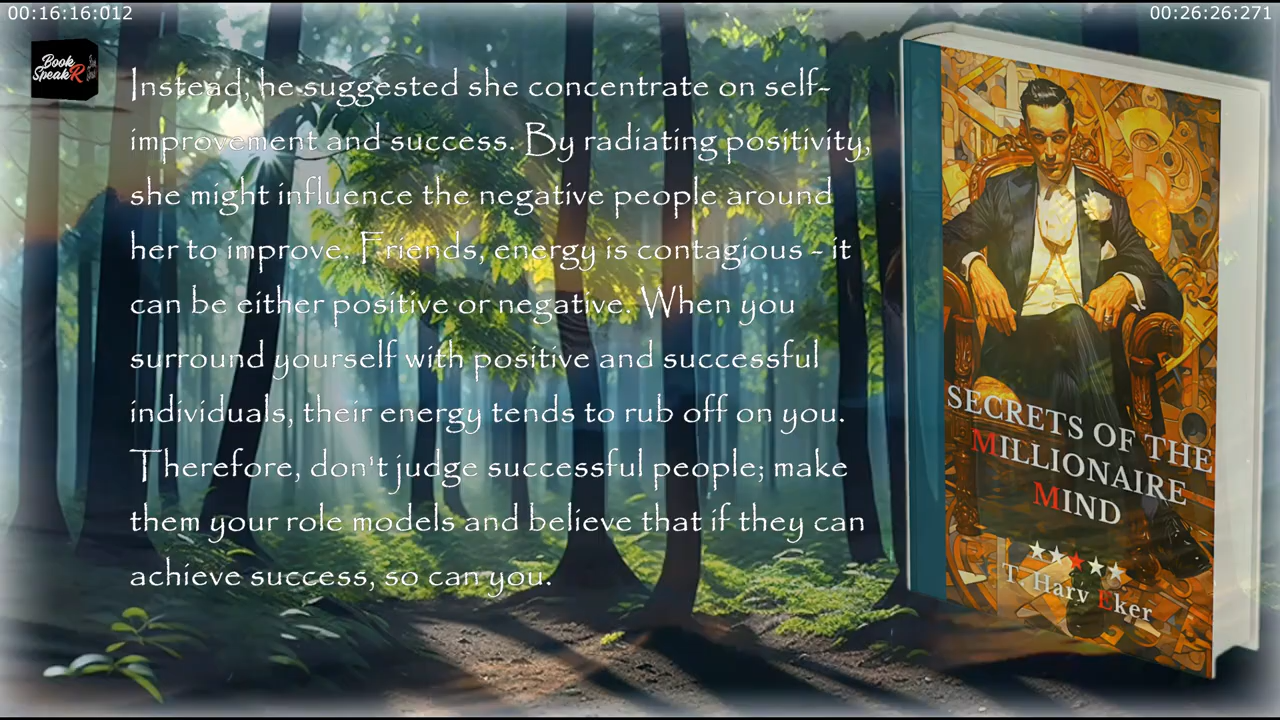 00:16:16:012
00:26:26:271
Book
SpeakR
Instead, he suggested she concentrate on self-
improvement and success. By radiating positivity,
she might influence the negative people around
her to improve. Friends, energy is contagious - it
can be either positive or negative. When you
surround yourself with positive and successful
individuals, their energy tends to rub off on you.
Therefore, don't judge successful people; make
them your role models and believe that if they can
achieve success, so can you.
SECRETS OF THE
MILLIONAIRE
MIND
T. Harv Eker